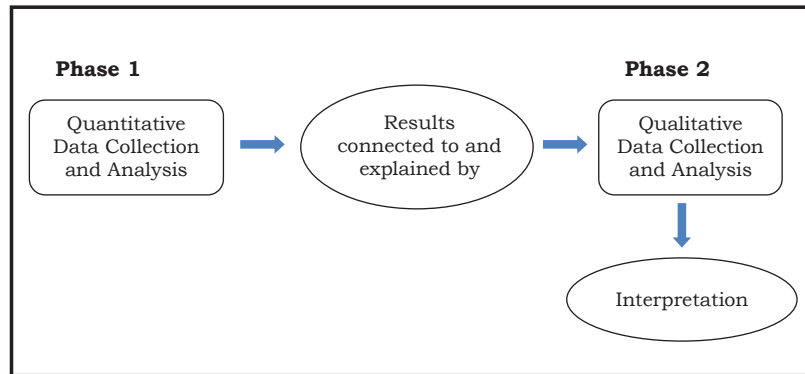 Phase 1
Quantitative
Data Collection
and Analysis
Results
connected to and
explained by
Phase 2
Qualitative
Data Collection
and Analysis
Interpretation